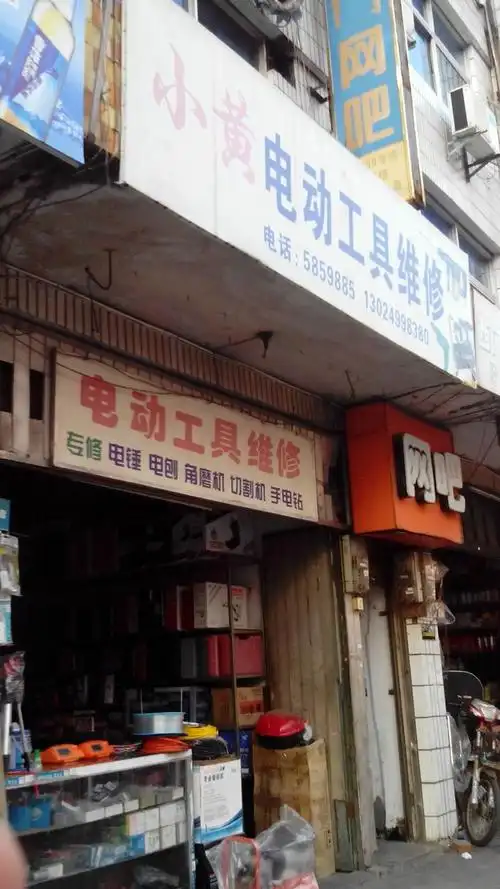 网吧
小黄电动工具维修
电话：5859885 13024998380
电动工具维修
专修 电锤 电刨 角磨机 切割机 手电钻
网吧